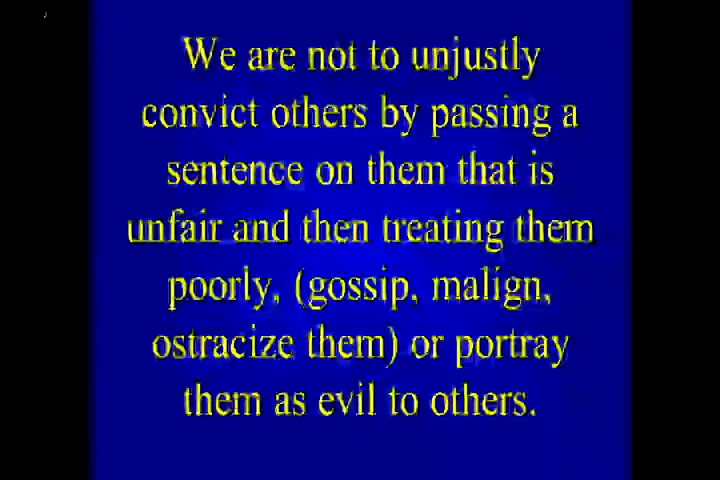 We are not to unjustly
convict others by passing a
sentence on them that is
unfair and then treating them
poorly, (gossip, malign,
ostracize them) or portray
them as evil to others.